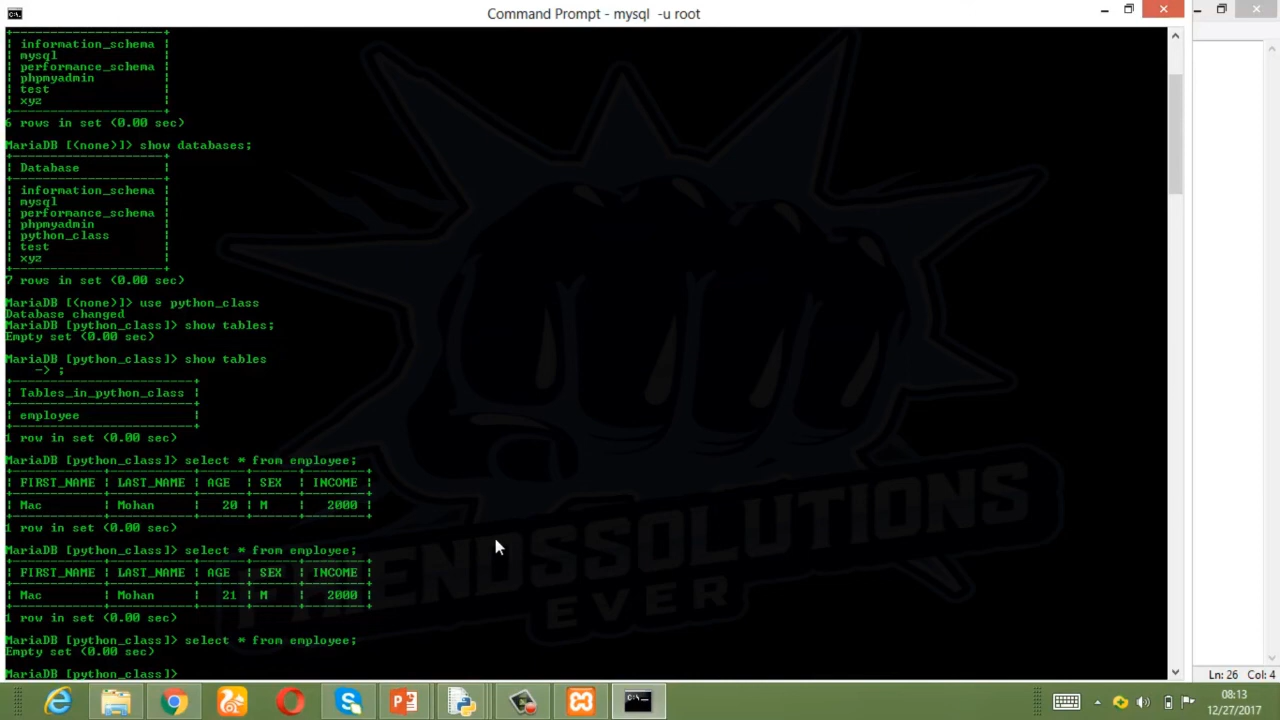 Command Prompt - mysql -u root
information_schema
mysql
performance_schema
phpmyadmin
test
xyz
6 rows in set (0.00 sec)
MariaDB [(none)]> show databases;
Database
information_schema
mysql
performance_schema
phpmyadmin
python_class
test
xyz
7 rows in set (0.00 sec)
MariaDB [(none)]> use python_class
Database changed
MariaDB [python_class]> show tables;
Empty set (0.00 sec)
MariaDB [python_class]> show tables
-> ;
Tables_in_python_class
employee
1 row in set (0.00 sec)
MariaDB [python_class]> select * from employee;
FIRST_NAME | LAST_NAME | AGE | SEX | INCOME
Mac | Mohan | 20 | M | 2000
1 row in set (0.00 sec)
MariaDB [python_class]> select * from employee;
FIRST_NAME | LAST_NAME | AGE | SEX | INCOME
Mac | Mohan | 21 | M | 2000
1 row in set (0.00 sec)
MariaDB [python_class]> select * from employee;
Empty set (0.00 sec)
MariaDB [python_class]>
EVER!
Ln: 26 Col: 4
08:13
12/27/2017